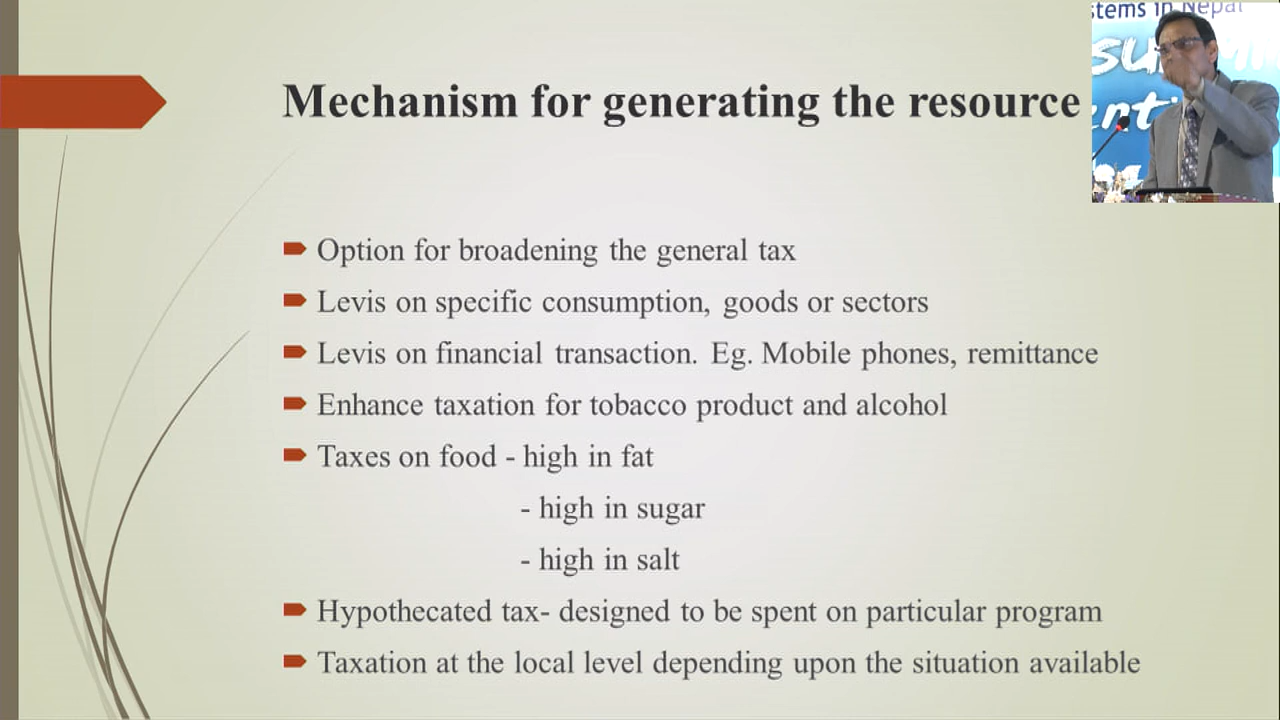 stems in Nepal
Mechanism for generating the resource
Option for broadening the general tax
Levis on specific consumption, goods or sectors
Levis on financial transaction. Eg. Mobile phones, remittance
Enhance taxation for tobacco product and alcohol
Taxes on food - high in fat
- high in sugar
- high in salt
Hypothecated tax- designed to be spent on particular program
Taxation at the local level depending upon the situation available